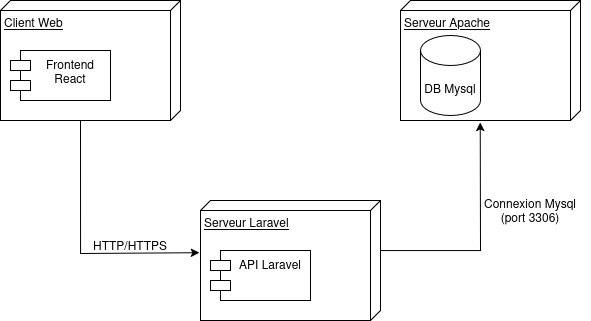 Client Web
Frontend
React
Serveur Apache
DB Mysql
Connexion Mysql
(port 3306)
Serveur Laravel
HTTP/HTTPS
API Laravel